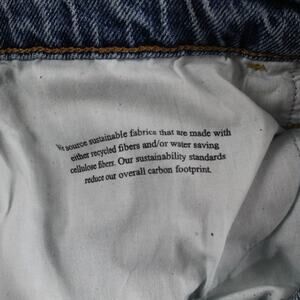 We source sustainable fabrics that are made with
either recycled fibers and/or water saving
cellulose fibers. Our sustainability standards
reduce our overall carbon footprint.